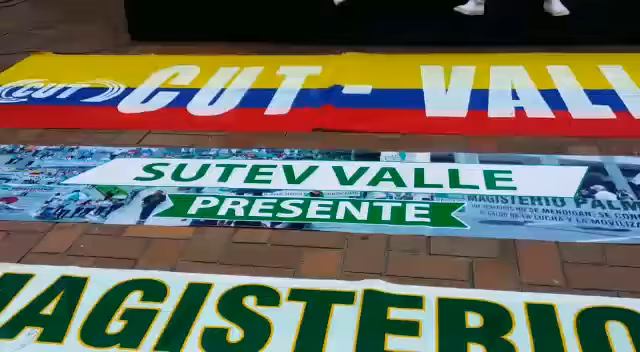 CUT CUT - VALL
SUTEV VALLE
PRESENTE
MAGISTERIO PALM
MAGISTERIO